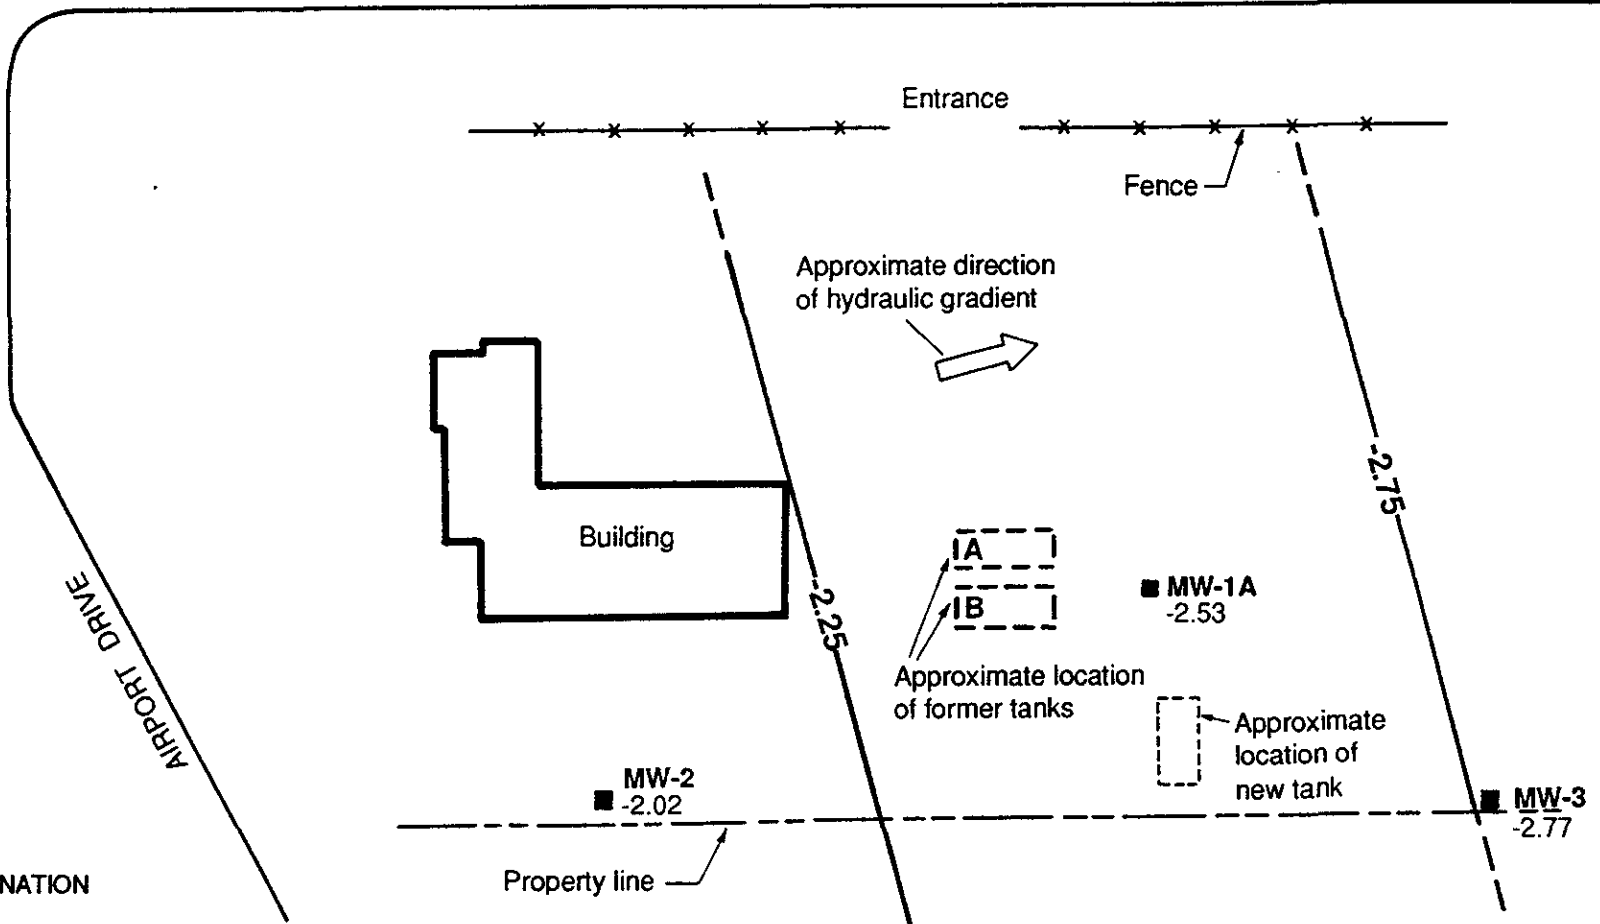 Entrance
Fence
Approximate direction
of hydraulic gradient
-2.75
Building
A
B
MW-1A
-2.53
-2.25
AIRPORT DRIVE
Approximate location
of former tanks
Approximate
location of
new tank
MW-2
-2.02
MW-3
-2.77
Property line
NATION